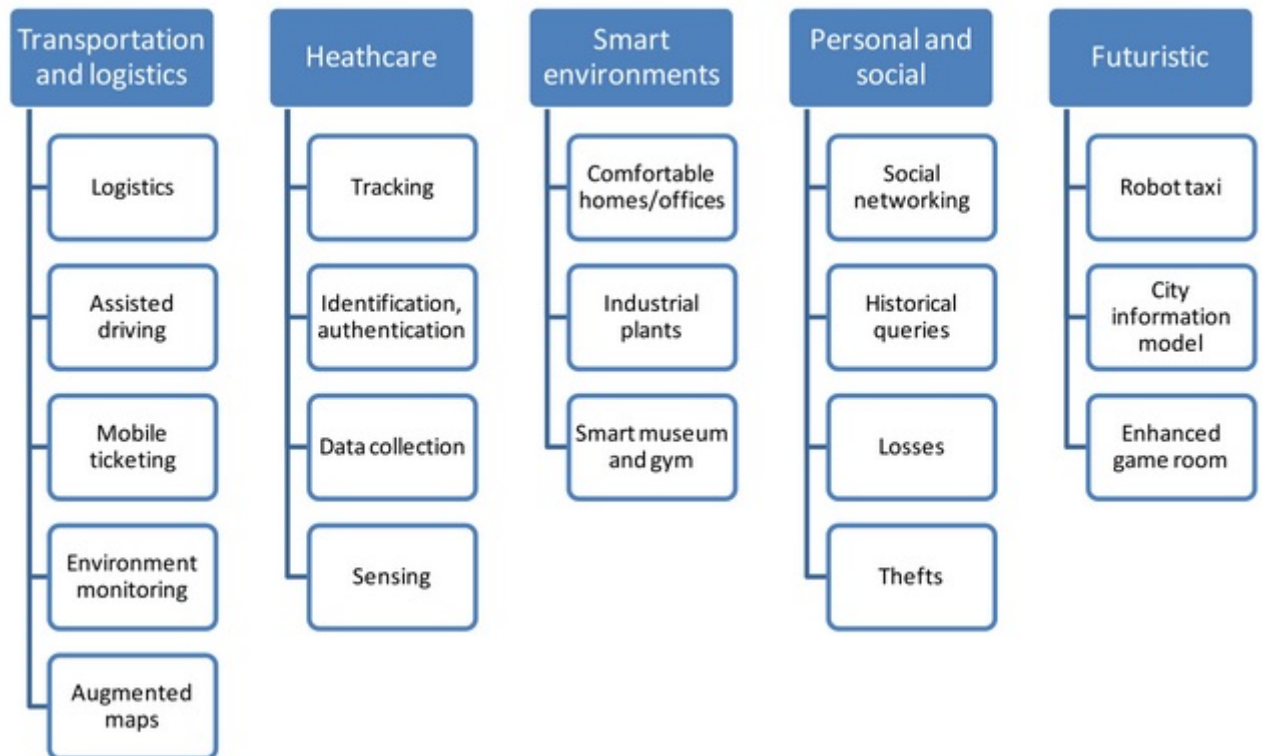 Transportation
and logistics
Logistics
Assisted
driving
Mobile
ticketing
Environment
monitoring
Augmented
maps
Heathcare
Tracking
Identification,
authentication
Data collection
Sensing
Smart
environments
Comfortable
homes/offices
Industrial
plants
Smart museum
and gym
Personal and
social
Social
networking
Historical
queries
Losses
Thefts
Futuristic
Robot taxi
City
information
model
Enhanced
game room